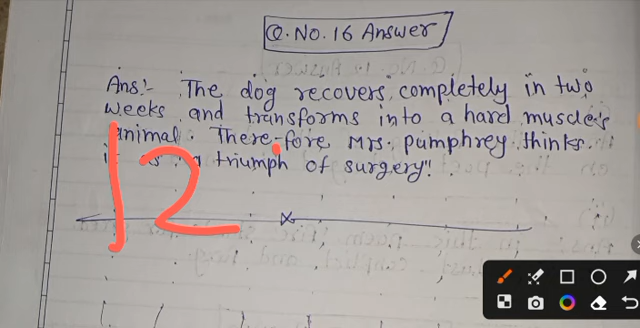 Q. No. 16 Answer
Ans:- The dog recovers completely in two
weeks and transforms into a hard muscles
animal. There-fore Mrs. pumphrey thinks.
triumph of surgery".
12